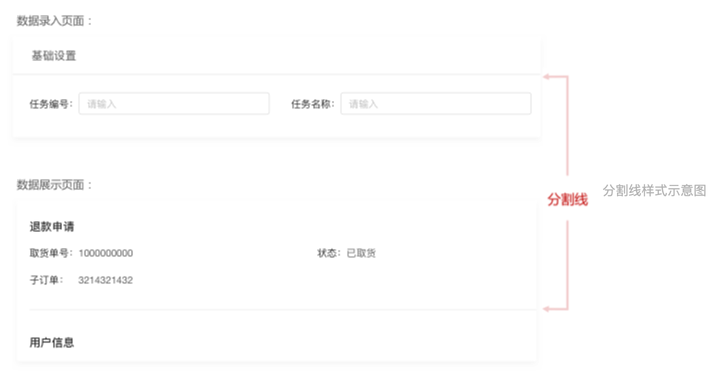 数据录入页面：
基础设置
任务编号： 请输入 任务名称： 请输入
数据展示页面：
分割线样式示意图
分割线
退款申请
取货单号：1000000000 状态：已取货
子订单： 3214321432
用户信息